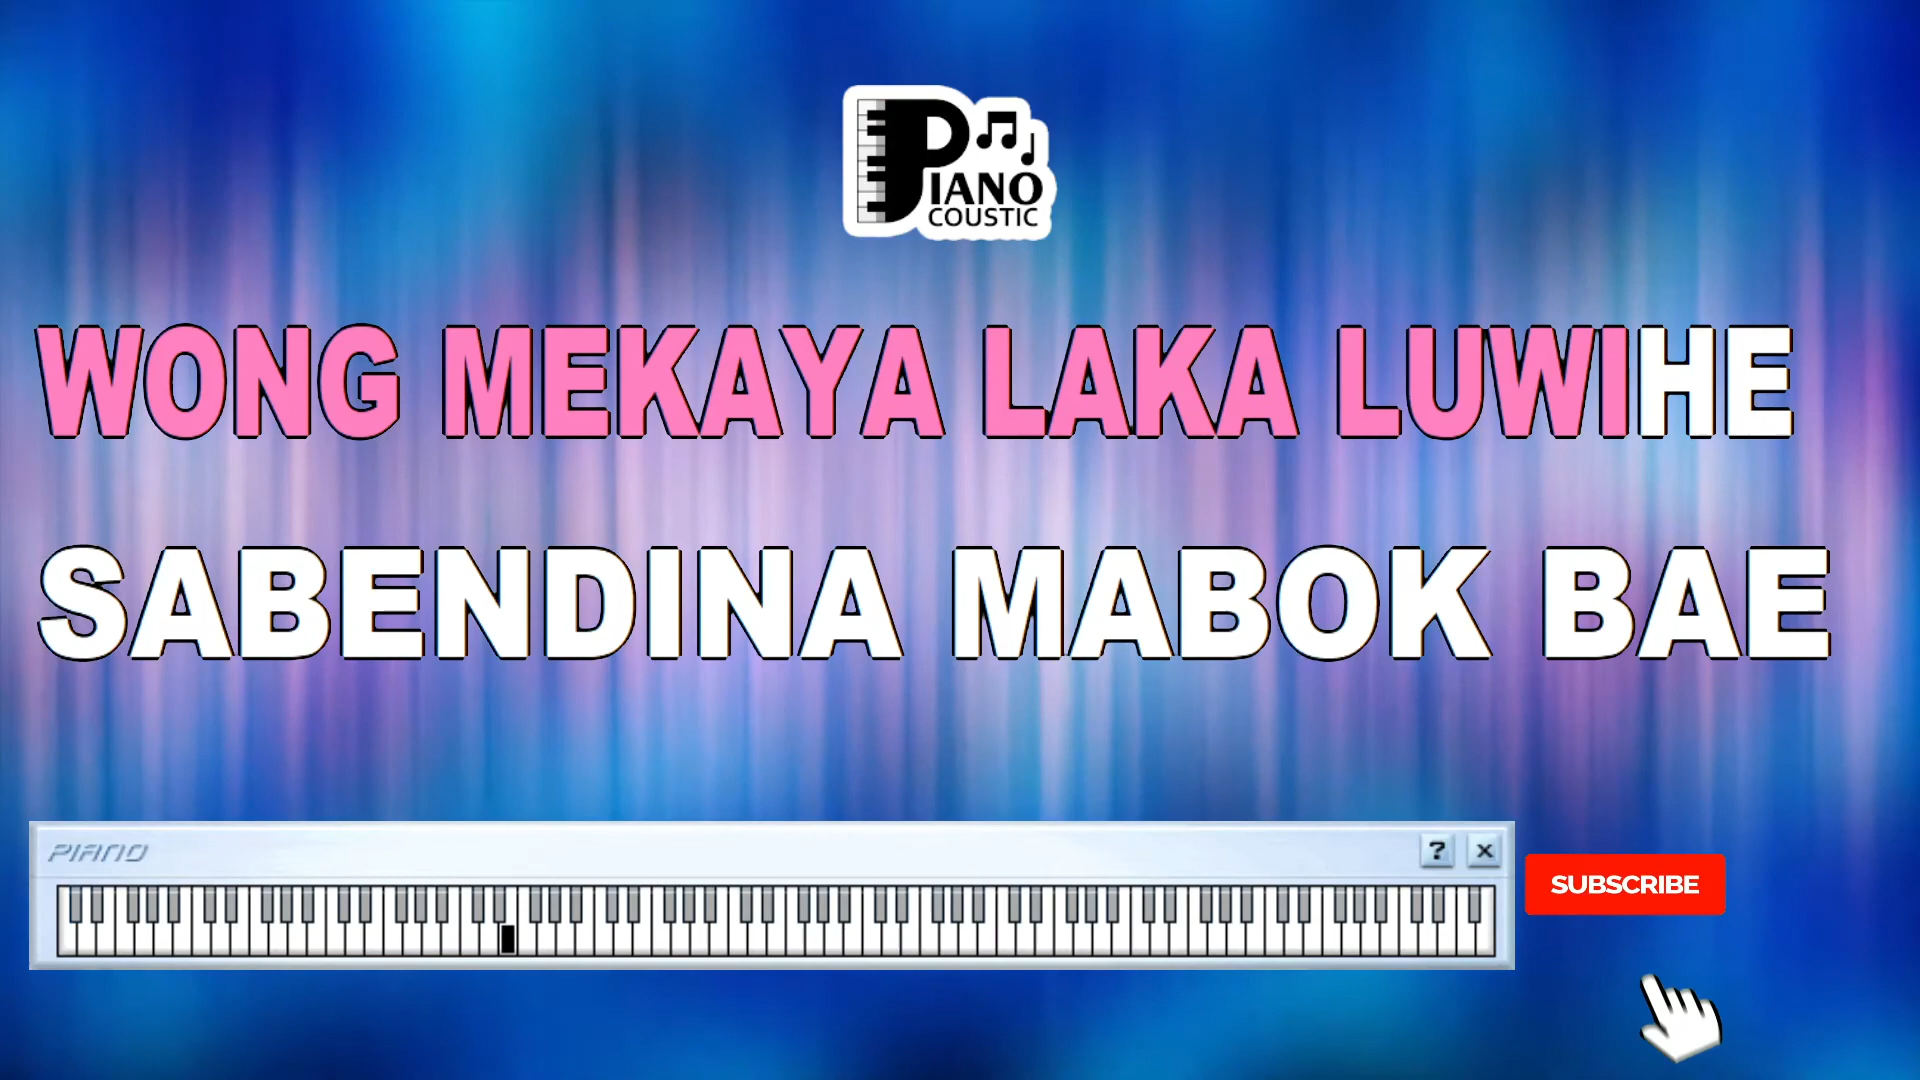 PIANO
COUSTIC
WONG MEKAYA LAKA LUWIHE
SABENDINA MABOK BAE
PIANO
? X
SUBSCRIBE